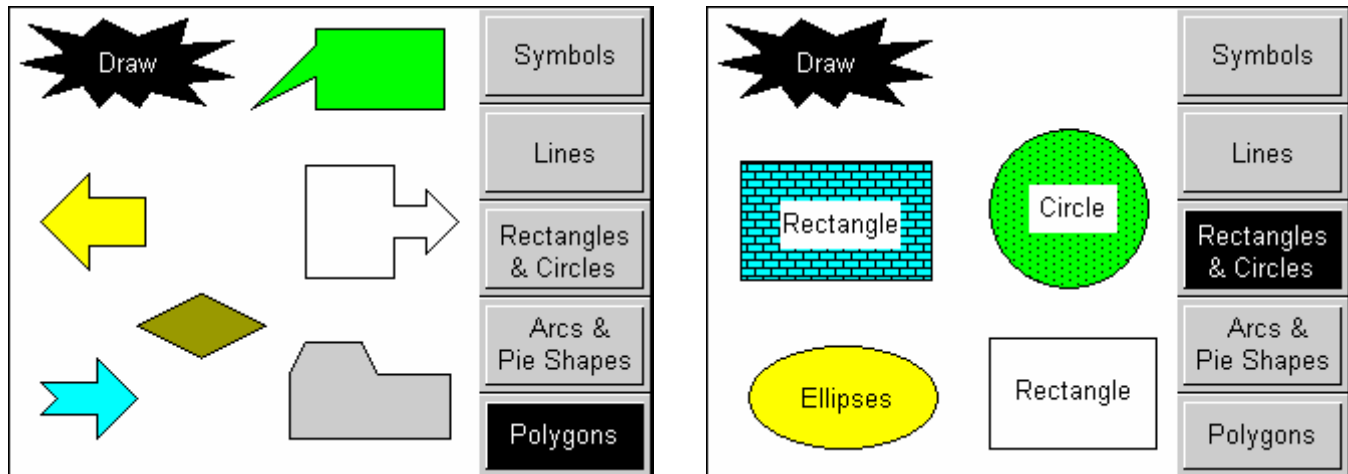 Draw
Symbols
Lines
Rectangles
& Circles
Arcs &
Pie Shapes
Polygons
Draw
Rectangle
Circle
Ellipses
Rectangle
Symbols
Lines
Rectangles
& Circles
Arcs &
Pie Shapes
Polygons